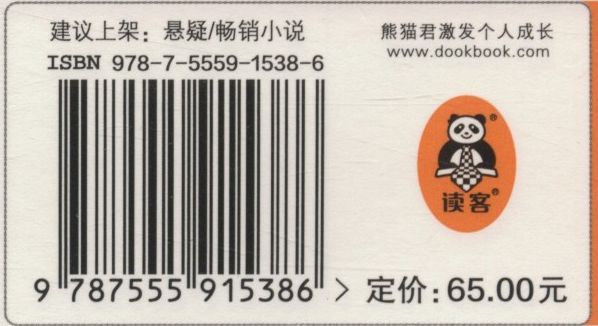 建议上架：悬疑/畅销小说
熊猫君激发个人成长
www.dookbook.com
ISBN 978-7-5559-1538-6
读客®
9 787555 915386 > 定价：65.00元